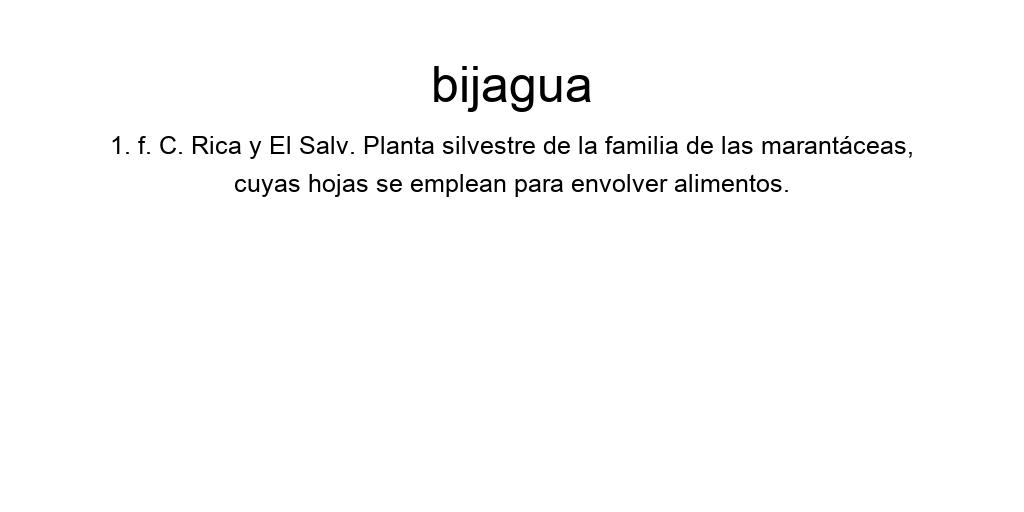 bijagua
1. f. C. Rica y El Salv. Planta silvestre de la familia de las marantáceas,
cuyas hojas se emplean para envolver alimentos.